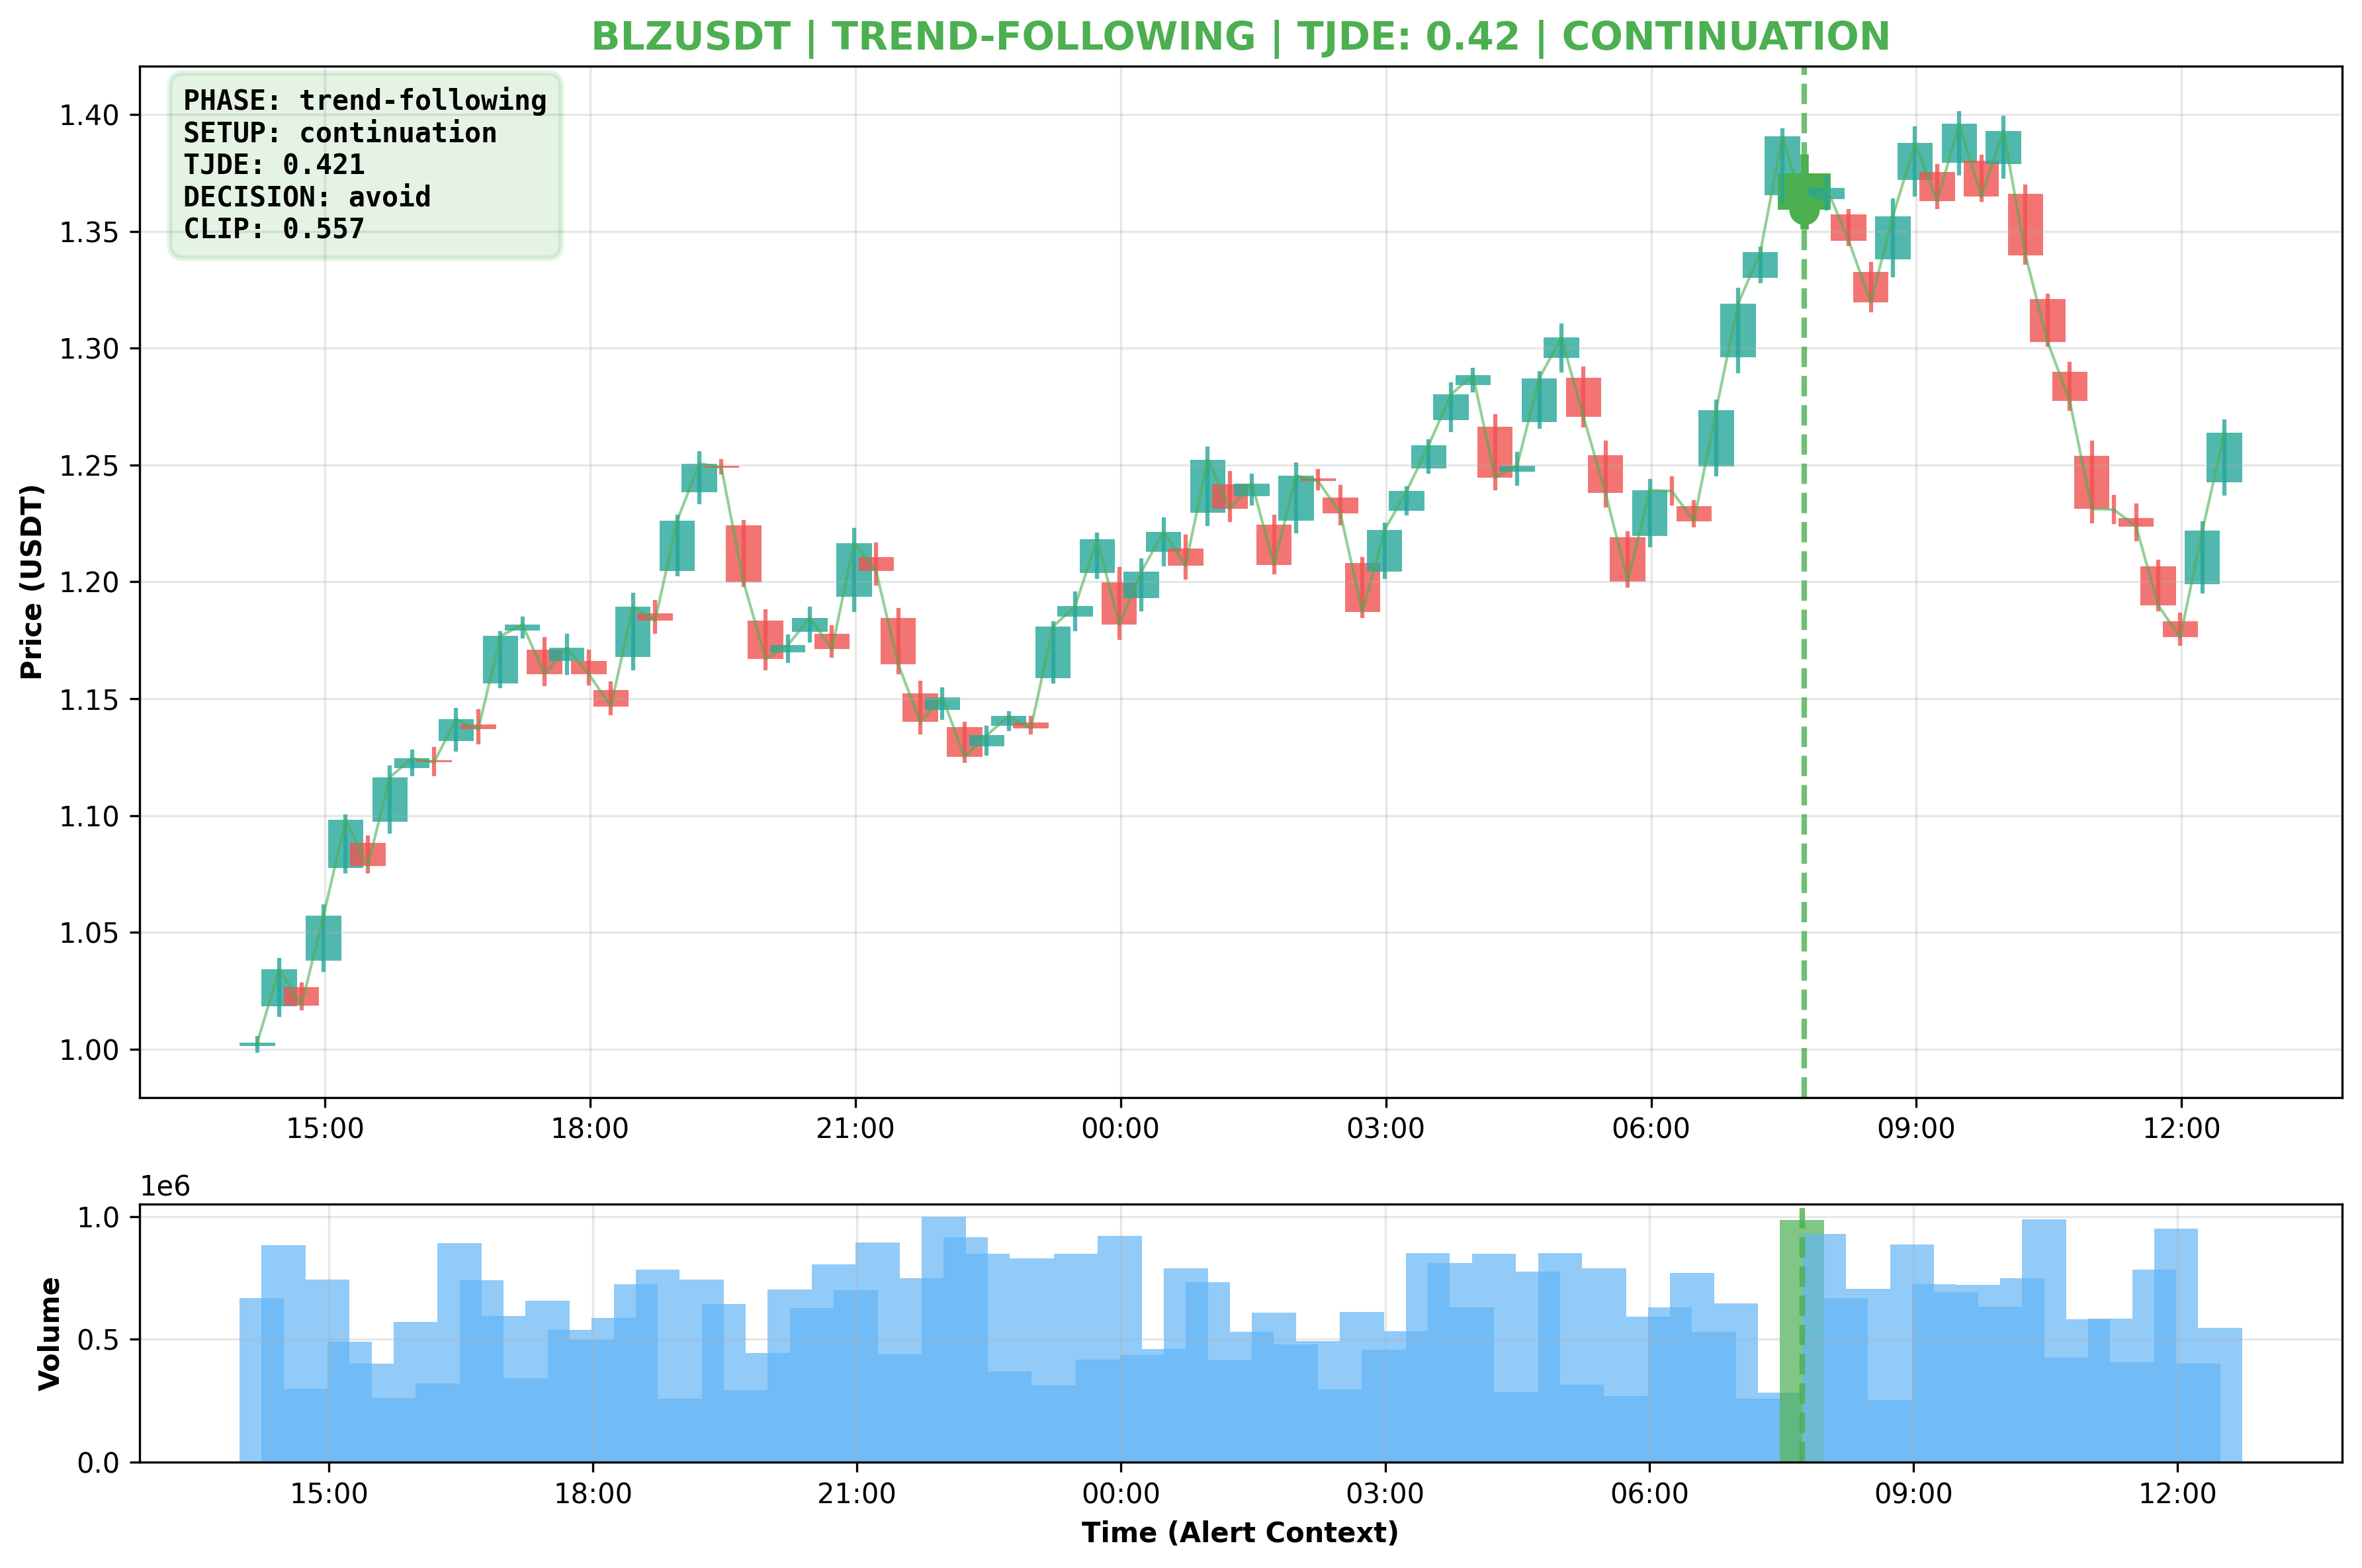 BLZUSDT | TREND-FOLLOWING | TJDE: 0.42 | CONTINUATION
PHASE: trend-following
SETUP: continuation
TJDE: 0.421
DECISION: avoid
CLIP: 0.557
Price (USDT)
1.40
1.35
1.30
1.25
1.20
1.15
1.10
1.05
1.00
15:00 18:00 21:00 00:00 03:00 06:00 09:00 12:00
1e6
Volume
1.0
0.5
0.0
15:00 18:00 21:00 00:00 03:00 06:00 09:00 12:00
Time (Alert Context)